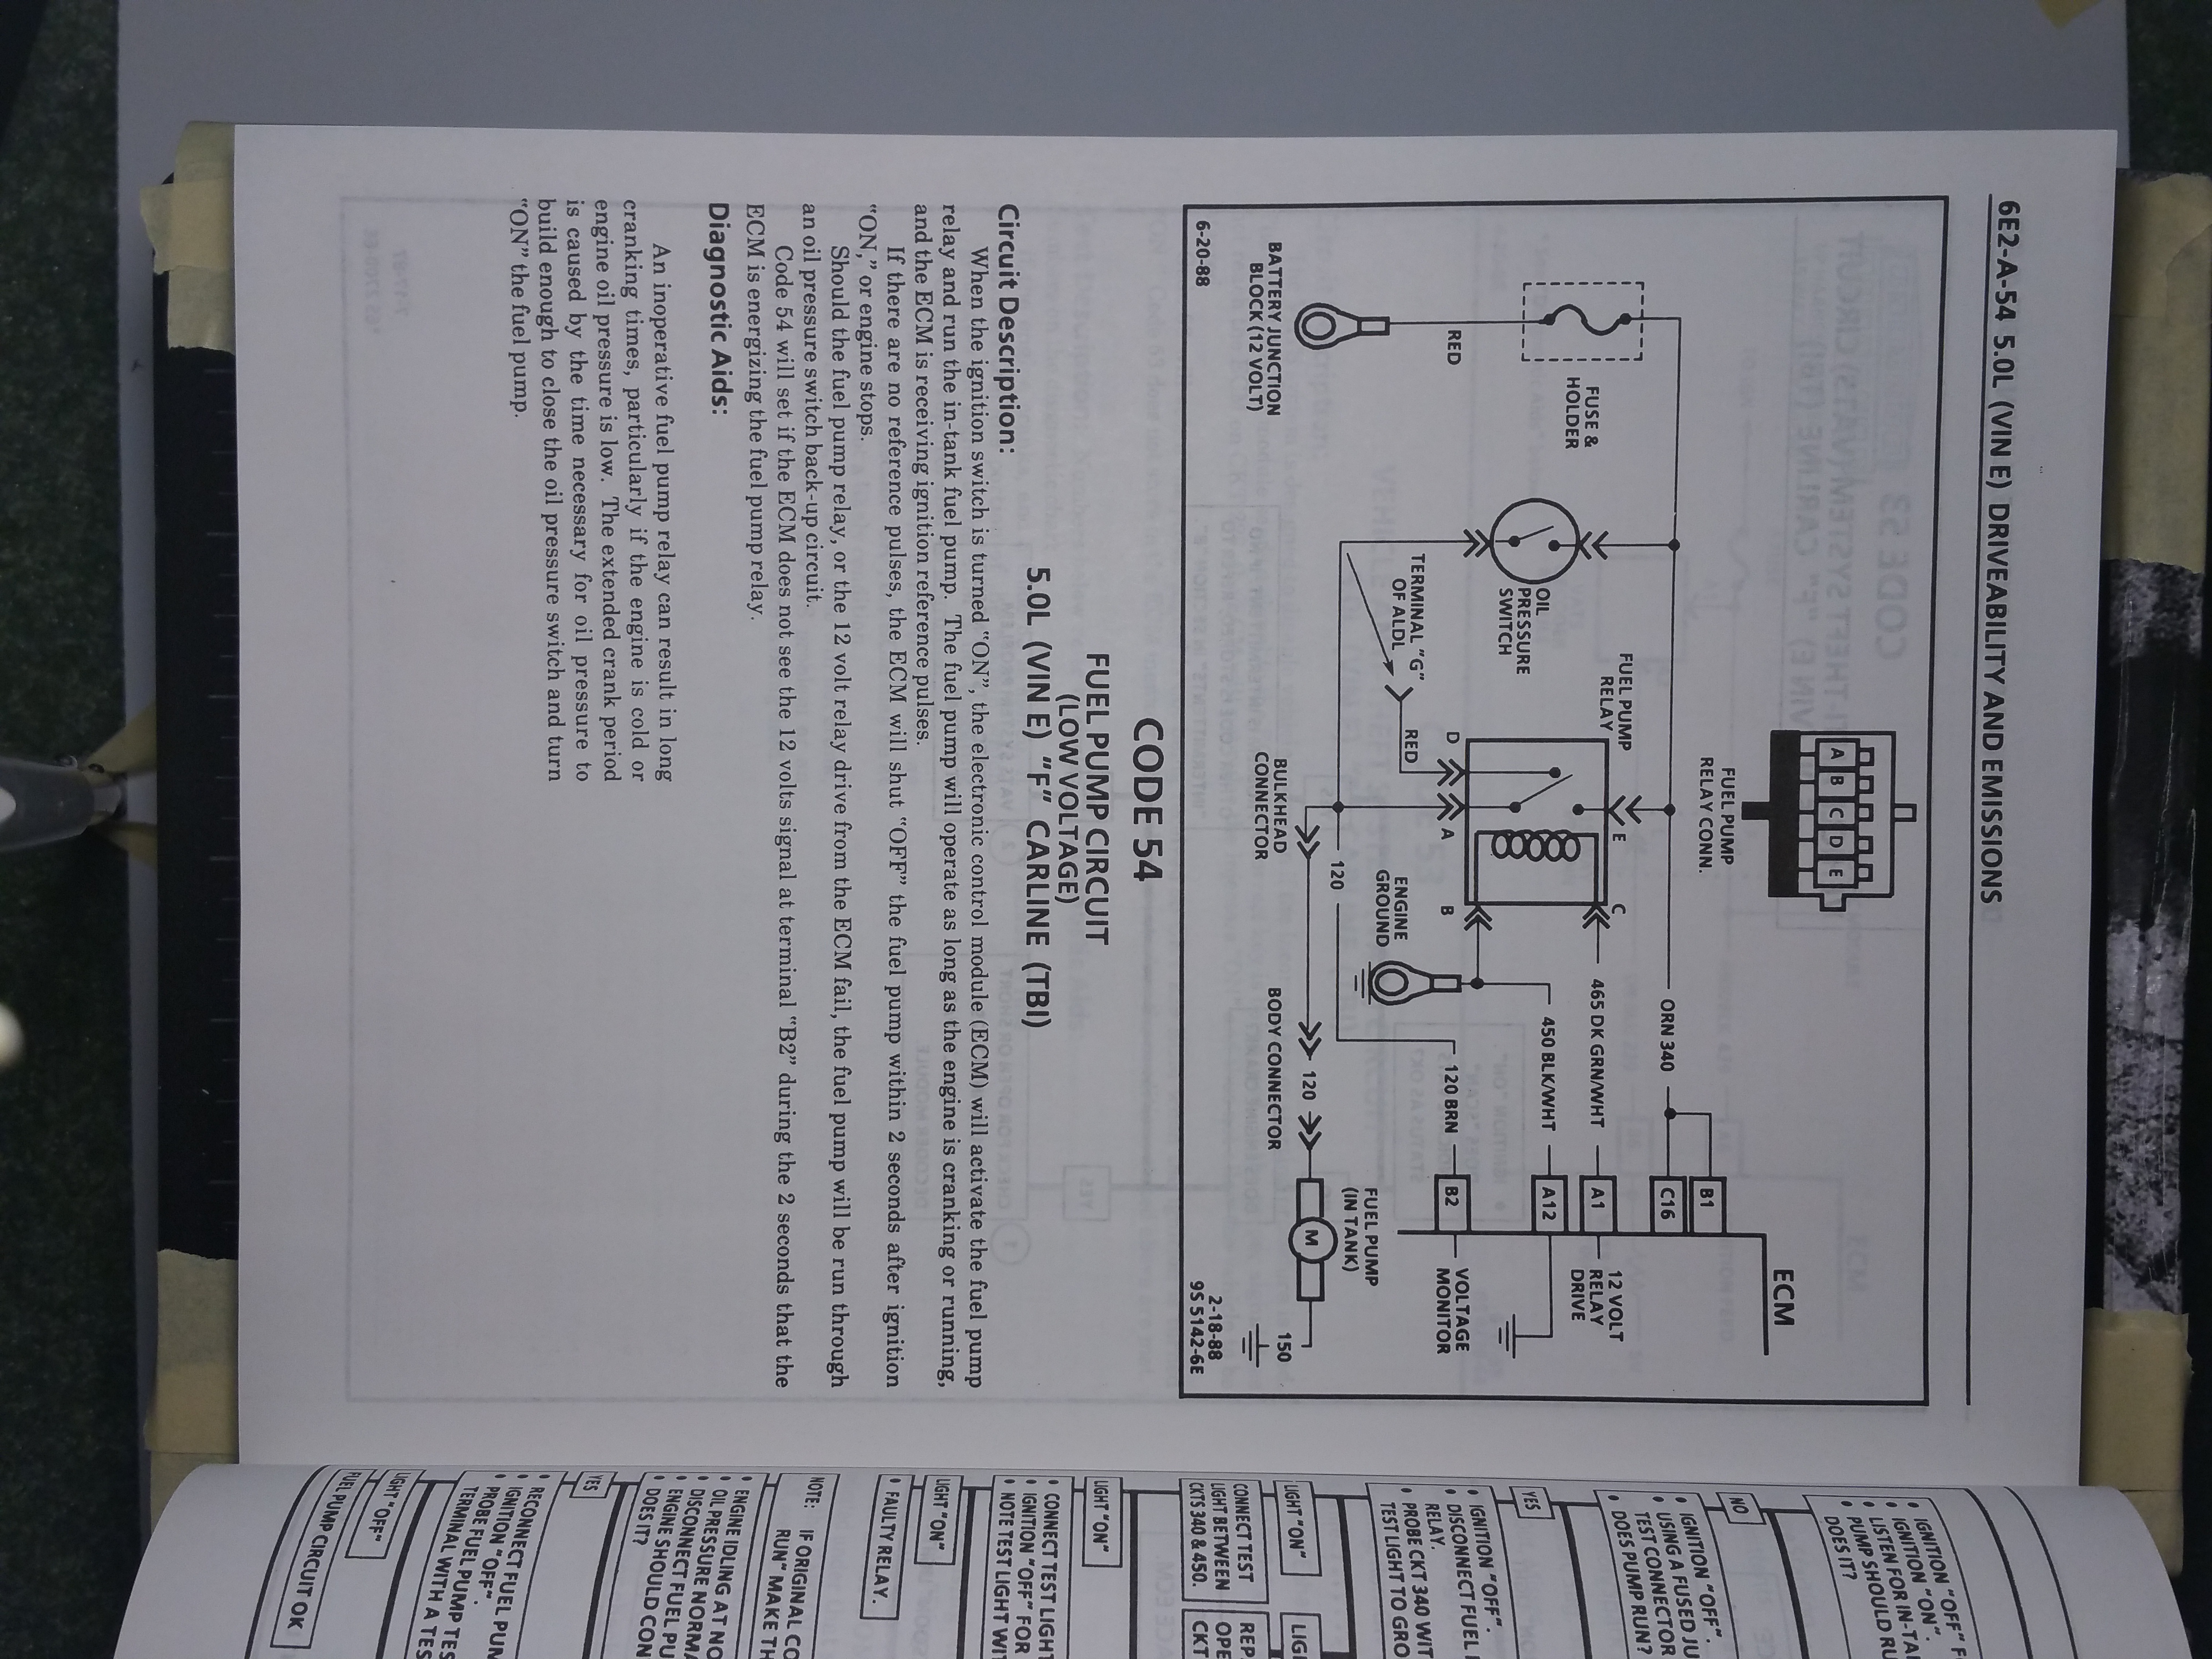 6E2-A-54 5.0L (VIN E) DRIVEABILITY AND EMISSIONS
A B C D E
FUEL PUMP
RELAY CONN.
ECM
FUSE &
HOLDER
RED
BATTERY JUNCTION
BLOCK (12 VOLT)
OIL
PRESSURE
SWITCH
TERMINAL "G"
OF ALDL
FUEL PUMP
RELAY
RED
D
A
E
C
B
ENGINE
GROUND
ORN 340
465 DK GRN/WHT
450 BLK/WHT
120 BRN
120
B1
C16
A1
A12
B2
12 VOLT
RELAY
DRIVE
VOLTAGE
MONITOR
BULKHEAD
CONNECTOR
BODY CONNECTOR
120
FUEL PUMP
(IN TANK)
M
150
6-20-88
2-18-88
9S 5142-6E
CODE 54
FUEL PUMP CIRCUIT
(LOW VOLTAGE)
5.0L (VIN E) "F" CARLINE (TBI)
Circuit Description:
When the ignition switch is turned "ON", the electronic control module (ECM) will activate the fuel pump
relay and run the in-tank fuel pump. The fuel pump will operate as long as the engine is cranking or running,
and the ECM is receiving ignition reference pulses.
If there are no reference pulses, the ECM will shut "OFF" the fuel pump within 2 seconds after ignition
"ON," or engine stops.
Should the fuel pump relay, or the 12 volt relay drive from the ECM fail, the fuel pump will be run through
an oil pressure switch back-up circuit.
Code 54 will set if the ECM does not see the 12 volts signal at terminal "B2" during the 2 seconds that the
ECM is energizing the fuel pump relay.
Diagnostic Aids:
An inoperative fuel pump relay can result in long
cranking times, particularly if the engine is cold or
engine oil pressure is low. The extended crank period
is caused by the time necessary for oil pressure to
build enough to close the oil pressure switch and turn
"ON" the fuel pump.
• IGNITION "OFF" F
• IGNITION "ON".
• LISTEN FOR IN-TA
PUMP SHOULD RU
DOES IT?
NO
• IGNITION "OFF".
• USING A FUSED JU
TEST CONNECTOR
• DOES PUMP RUN?
YES
• IGNITION "OFF".
• DISCONNECT FUEL
RELAY.
• PROBE CKT 340 WIT
TEST LIGHT TO GRO
LIGHT "ON"
LIG
CONNECT TEST
LIGHT BETWEEN
CKTS 340 & 450.
REP
OPE
CKT
LIGHT "ON"
• CONNECT TEST LIGHT
• IGNITION "OFF" FOR
• NOTE TEST LIGHT WI
LIGHT "ON"
• FAULTY RELAY.
NOTE: IF ORIGINAL CO
RUN" MAKE TH
• ENGINE IDLING AT NO
• OIL PRESSURE NORMA
• DISCONNECT FUEL PU
• ENGINE SHOULD CON
• DOES IT?
YES
• RECONNECT FUEL PUM
• IGNITION "OFF".
• PROBE FUEL PUMP TES
TERMINAL WITH A TES
LIGHT "OFF"
FUEL PUMP CIRCUIT OK